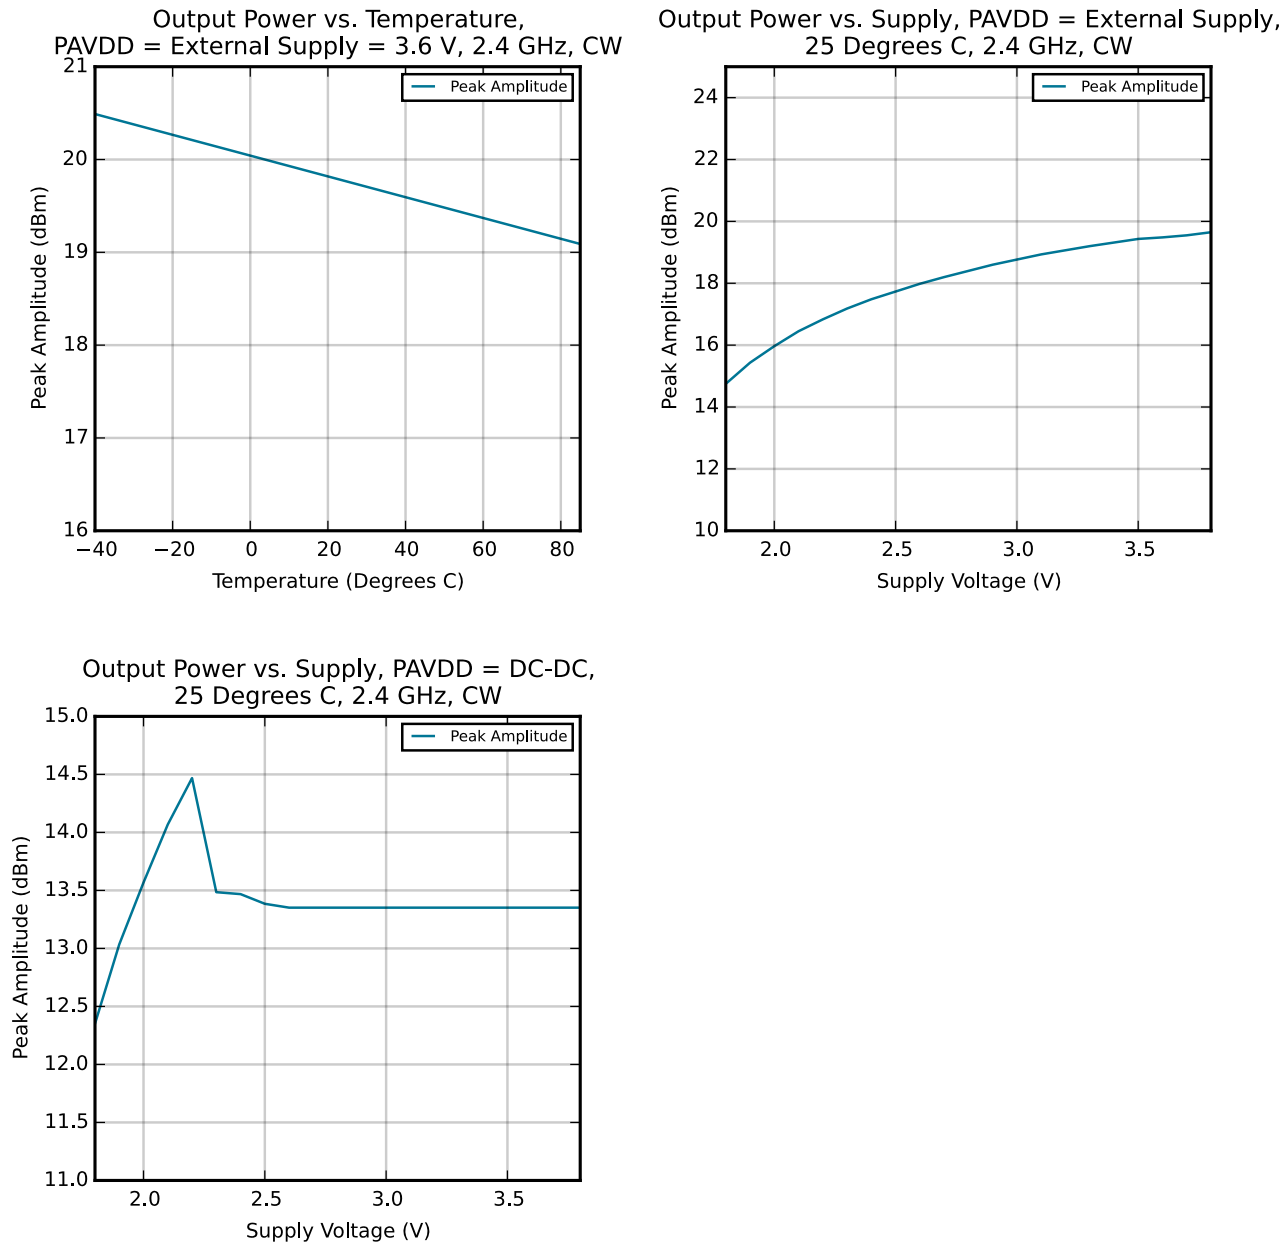 Output Power vs. Temperature,
PAVDD = External Supply = 3.6 V, 2.4 GHz, CW
Peak Amplitude
21
20
19
18
17
16
Peak Amplitude (dBm)
−40
−20
0
20
40
60
80
Temperature (Degrees C)
Output Power vs. Supply, PAVDD = External Supply,
25 Degrees C, 2.4 GHz, CW
Peak Amplitude
24
22
20
18
16
14
12
10
Peak Amplitude (dBm)
2.0
2.5
3.0
3.5
Supply Voltage (V)
Output Power vs. Supply, PAVDD = DC-DC,
25 Degrees C, 2.4 GHz, CW
Peak Amplitude
15.0
14.5
14.0
13.5
13.0
12.5
12.0
11.5
11.0
Peak Amplitude (dBm)
2.0
2.5
3.0
3.5
Supply Voltage (V)